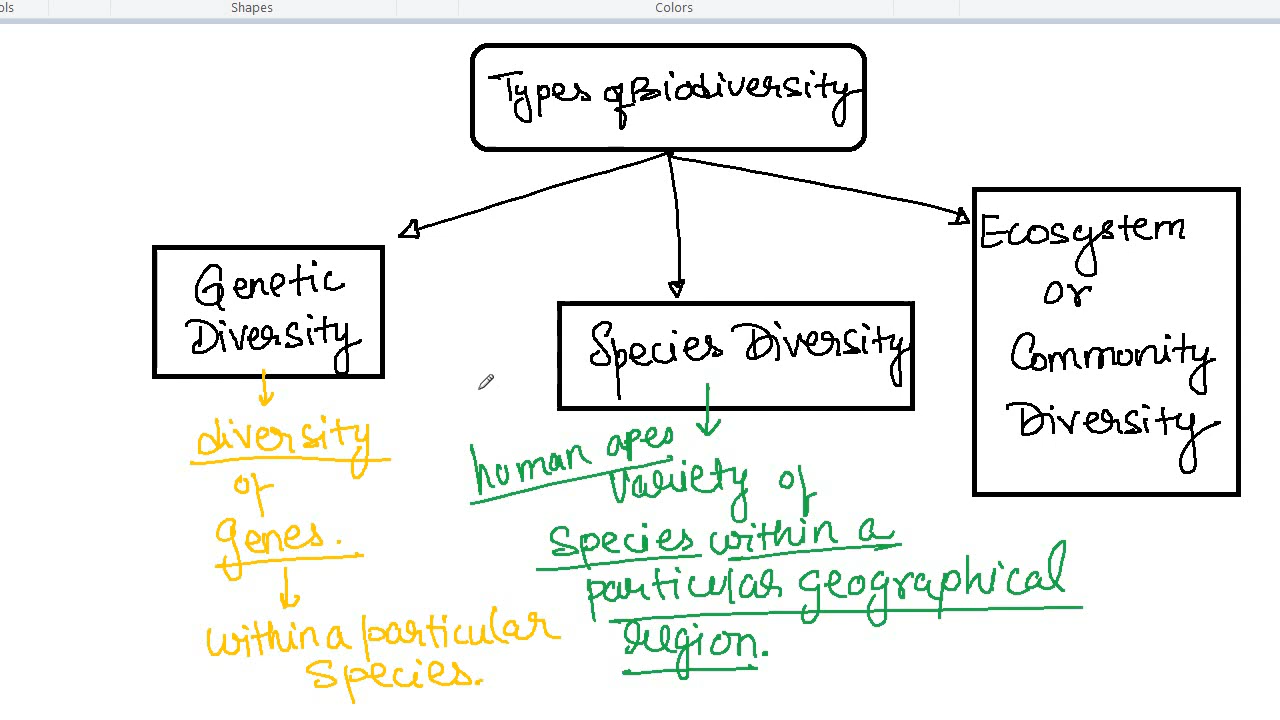 ols
Shapes
Colors
Types of Biodiversity
Genetic
Diversity
diversity
of
genes.
within a particular
Species.
Species Diversity
human apes
Variety of
Species within a
particular geographical
region.
Ecosystem
or
Community
Diversity